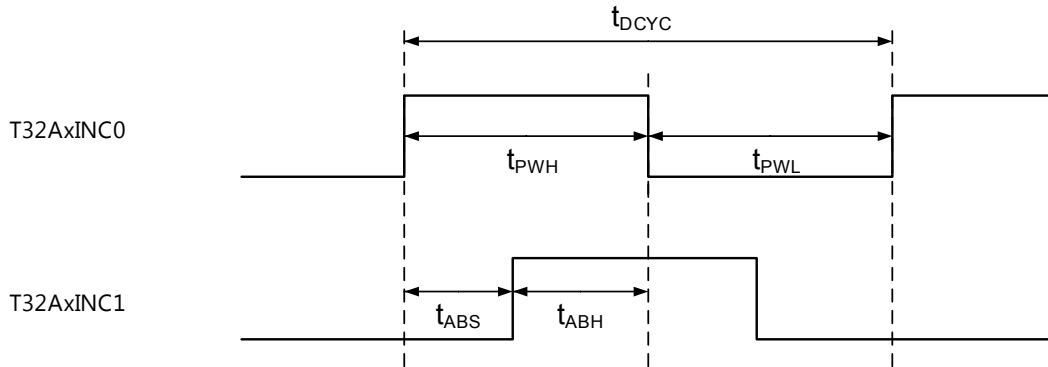 tDCYC
T32AxINC0
tPWH tPWL
T32AxINC1
tABS tABH